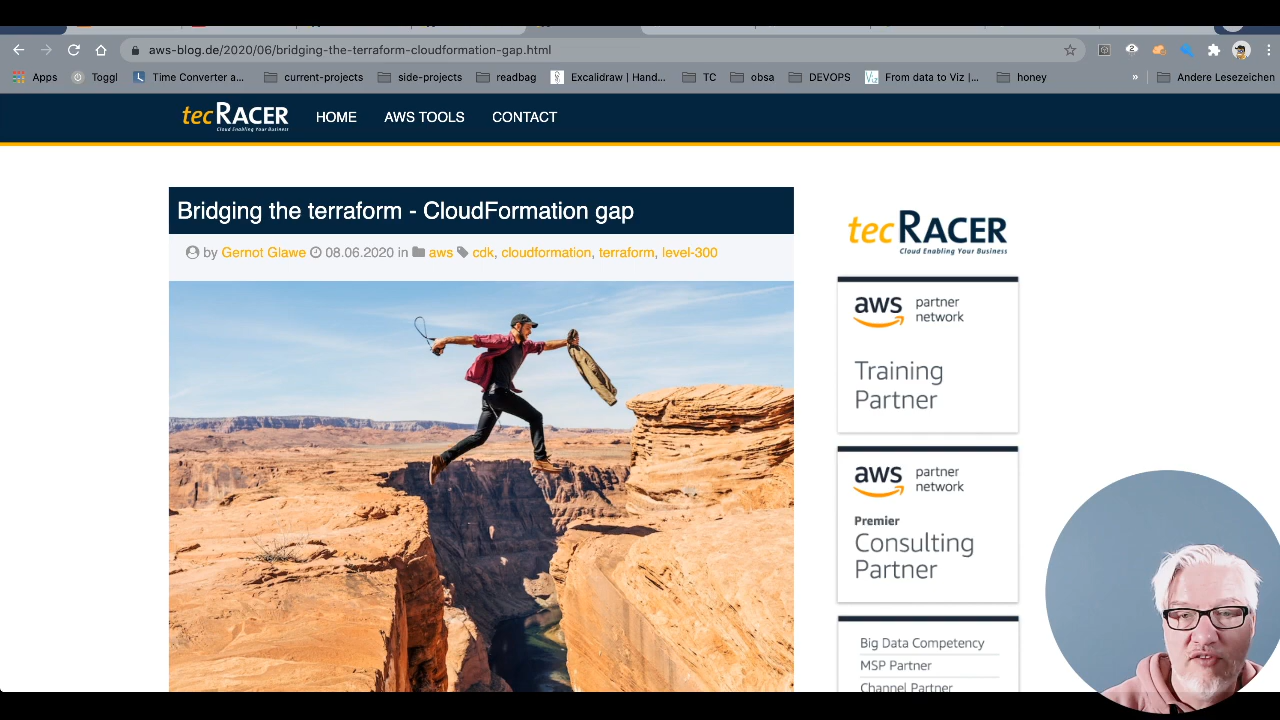 aws-blog.de/2020/06/bridging-the-terraform-cloudformation-gap.html
Apps Toggl Time Converter a... current-projects side-projects readbag Excalidraw | Hand... TC obsa DEVOPS From data to Viz |... honey » Andere Lesezeichen
tecRACER HOME AWS TOOLS CONTACT
Cloud Enabling Your Business
Bridging the terraform - CloudFormation gap
by Gernot Glawe 08.06.2020 in aws cdk, cloudformation, terraform, level-300
tecRACER
Cloud Enabling Your Business
aws partner network
Training
Partner
aws partner network
Premier
Consulting
Partner
Big Data Competency
MSP Partner
Channel Partner